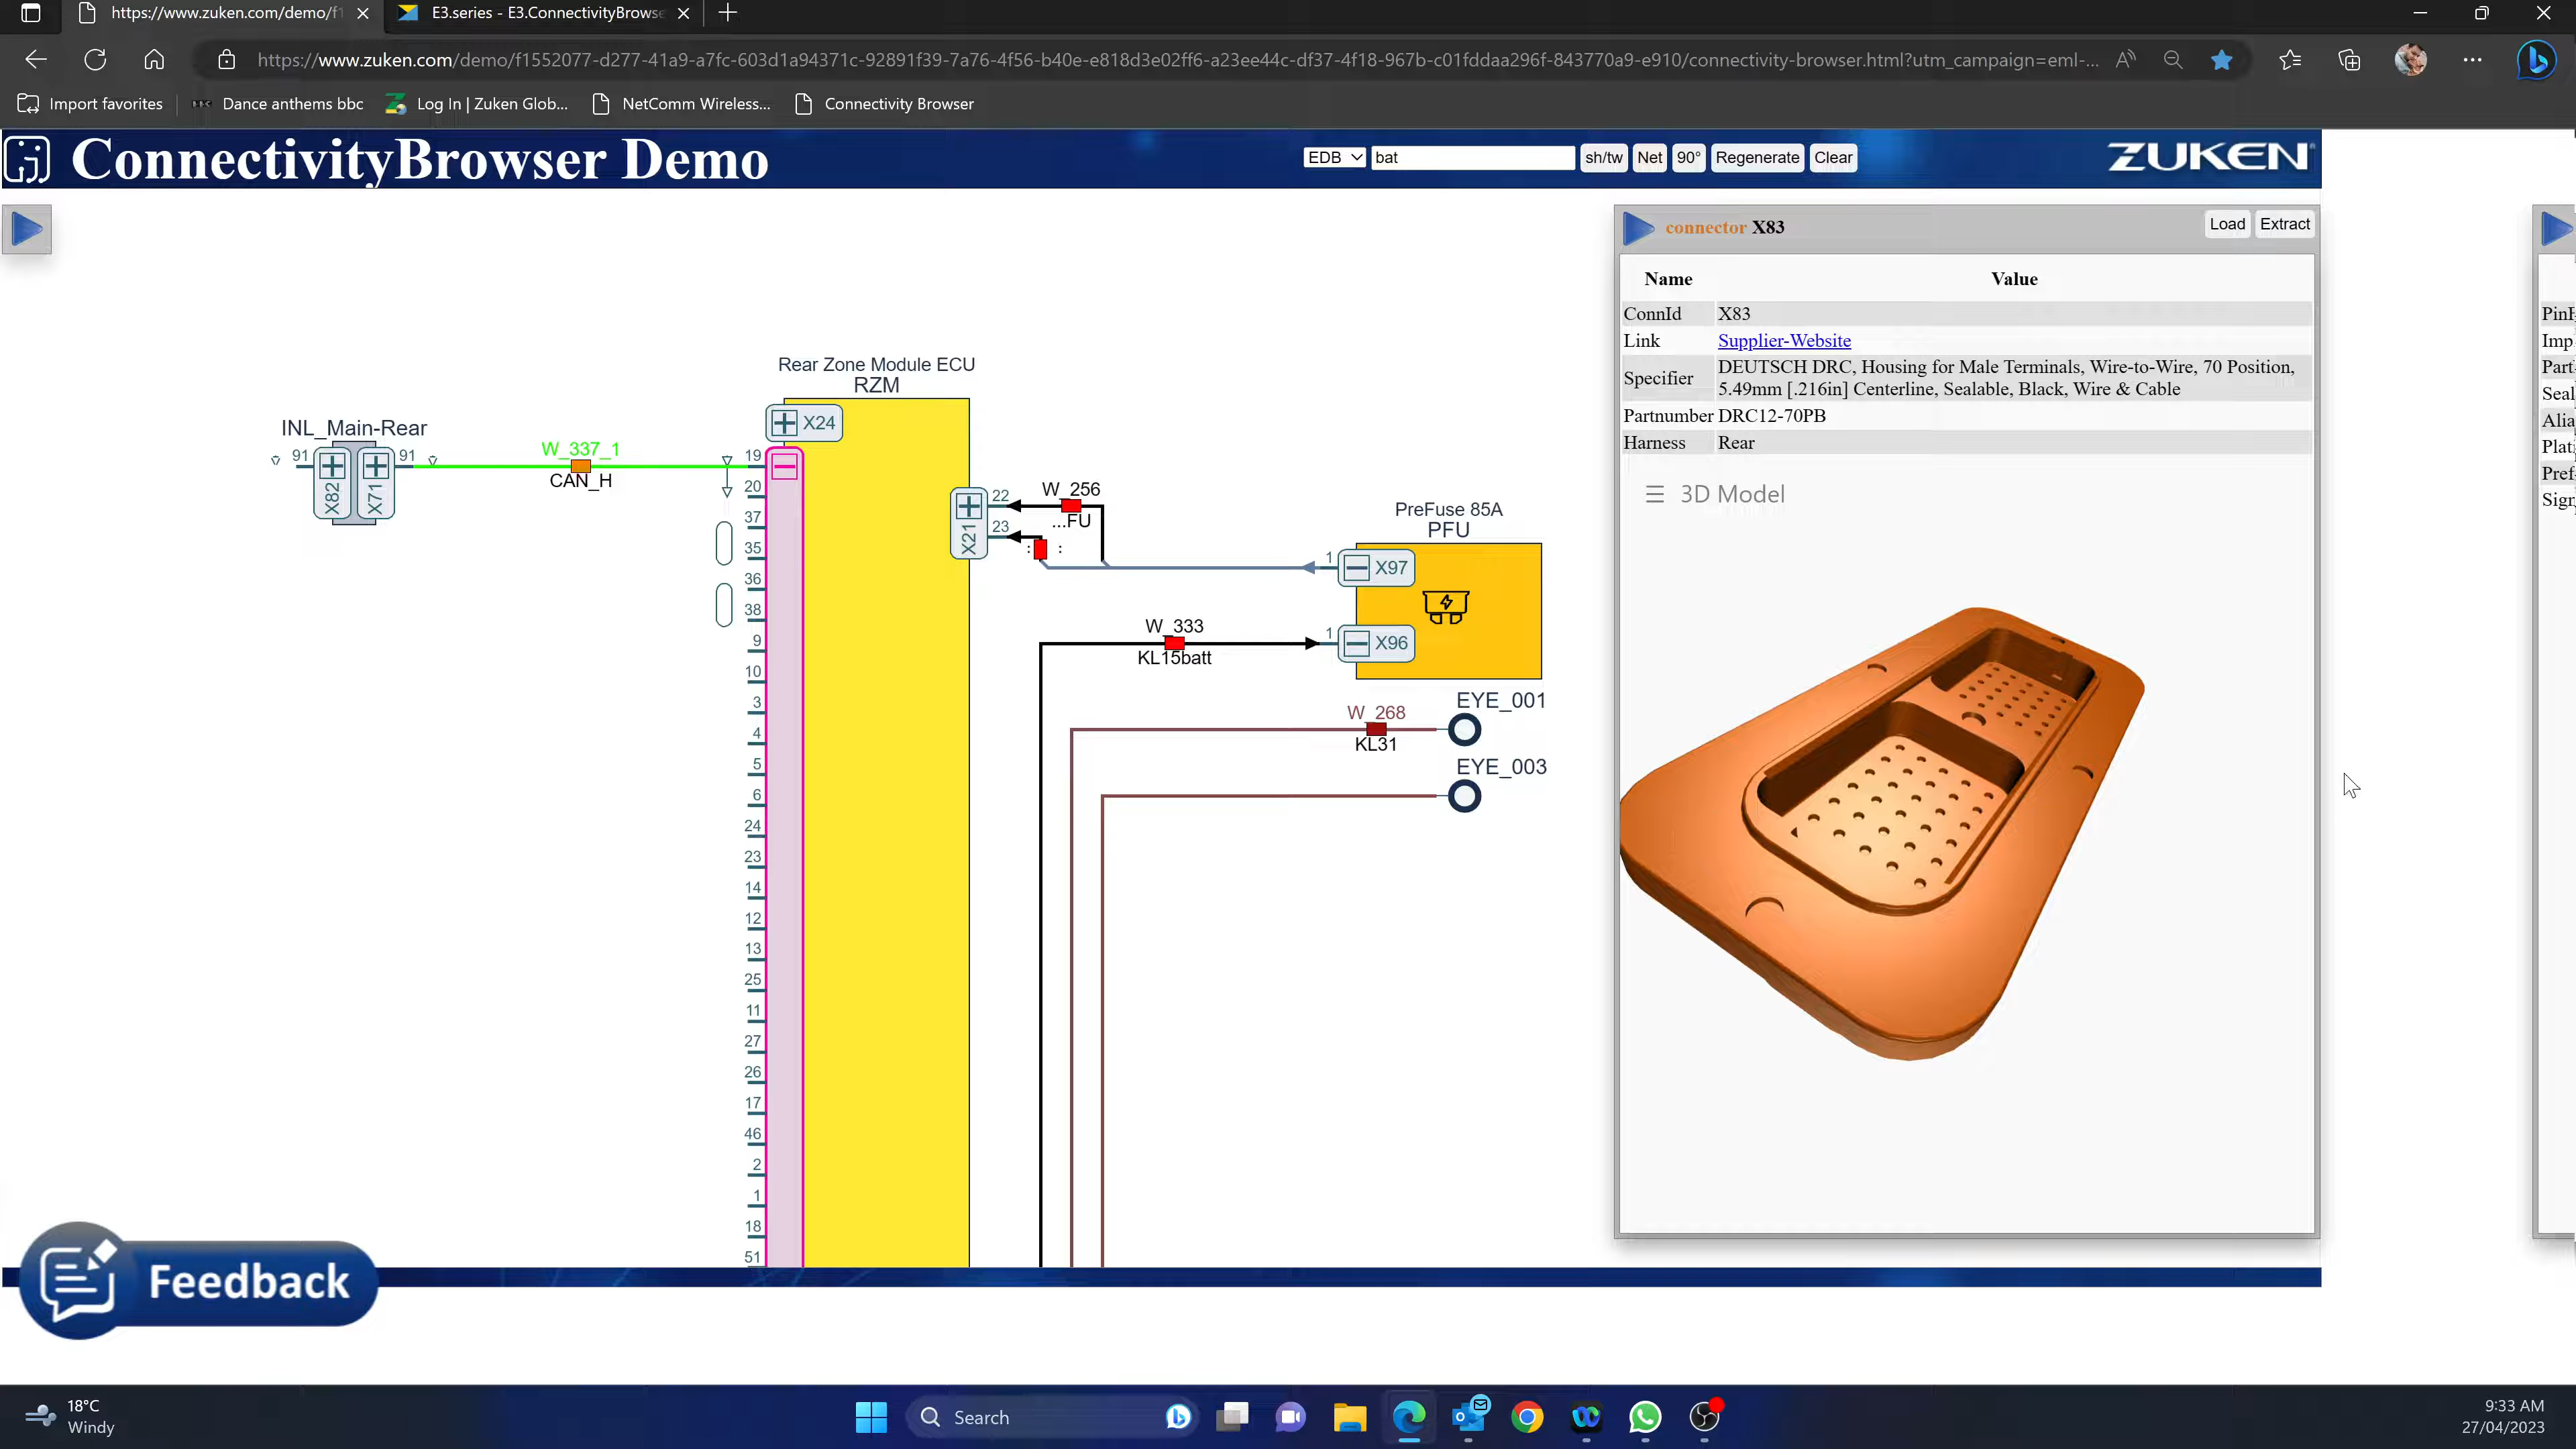 https://www.zuken.com/demo/f1
E3.series - E3.ConnectivityBrowse
https://www.zuken.com/demo/f1552077-d277-41a9-a7fc-603d1a94371c-92891f39-7a76-4f56-b40e-e818d3e02ff6-a23ee44c-df37-4f18-967b-c01fddaa296f-843770a9-e910/connectivity-browser.html?utm_campaign=eml-...
Import favorites
Dance anthems bbc
Log In | Zuken Glob...
NetComm Wireless...
Connectivity Browser
ConnectivityBrowser Demo
EDB
bat
sh/tw
Net
90°
Regenerate
Clear
ZUKEN
connector X83
Load
Extract
Name
Value
ConnId X83
Link Supplier-Website
Specifier
DEUTSCH DRC, Housing for Male Terminals, Wire-to-Wire, 70 Position,
5.49mm [.216in] Centerline, Sealable, Black, Wire & Cable
Partnumber DRC12-70PB
Harness Rear
☰ 3D Model
Imp
Part
Seal
Alia
Plati
Pref
Sign
Rear Zone Module ECU
RZM
X24
INL_Main-Rear
91
X82
X71
91
W_337_1
CAN_H
19
20
37
35
36
38
9
10
3
4
5
6
24
23
14
12
13
25
11
27
26
17
46
2
1
18
51
X21
22
23
W_256
...FU
: :
PreFuse 85A
PFU
1
X97
W_333
KL15batt
1
X96
W_268
KL31
EYE_001
EYE_003
Feedback
18°C
Windy
Search
9:33 AM
27/04/2023